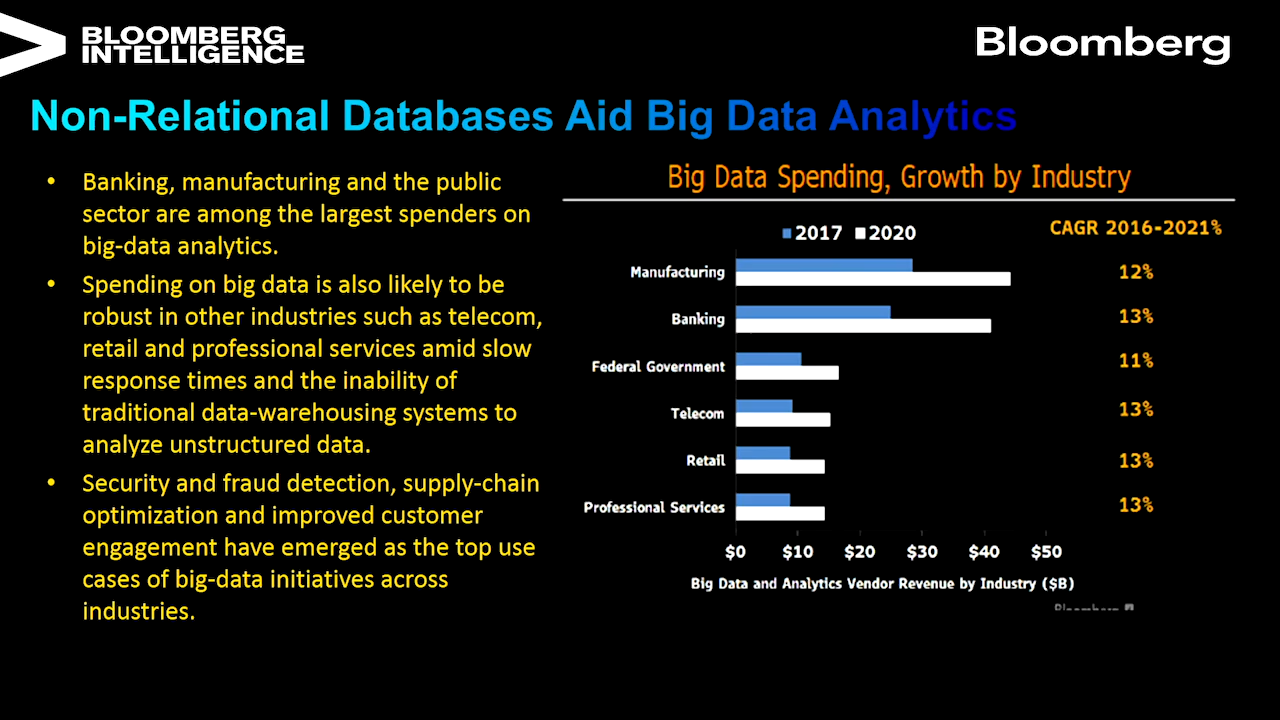 BLOOMBERG
INTELLIGENCE
Bloomberg
Non-Relational Databases Aid Big Data Analytics
• Banking, manufacturing and the public
sector are among the largest spenders on
big-data analytics.
• Spending on big data is also likely to be
robust in other industries such as telecom,
retail and professional services amid slow
response times and the inability of
traditional data-warehousing systems to
analyze unstructured data.
• Security and fraud detection, supply-chain
optimization and improved customer
engagement have emerged as the top use
cases of big-data initiatives across
industries.
Big Data Spending, Growth by Industry
2017 2020
CAGR 2016-2021%
Manufacturing 12%
Banking 13%
Federal Government 11%
Telecom 13%
Retail 13%
Professional Services 13%
$0 $10 $20 $30 $40 $50
Big Data and Analytics Vendor Revenue by Industry ($B)
Bloomberg